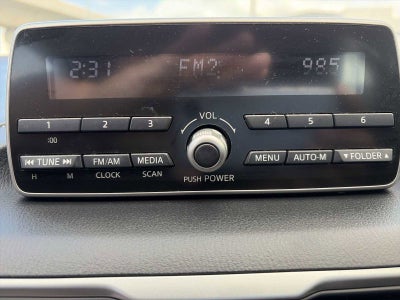 2:31 FM2 98.5
VOL
1 2 3 4 5 6
:00
⏮ TUNE ⏭ FM/AM MEDIA MENU AUTO-M ▼ FOLDER ▲
H M CLOCK SCAN PUSH POWER